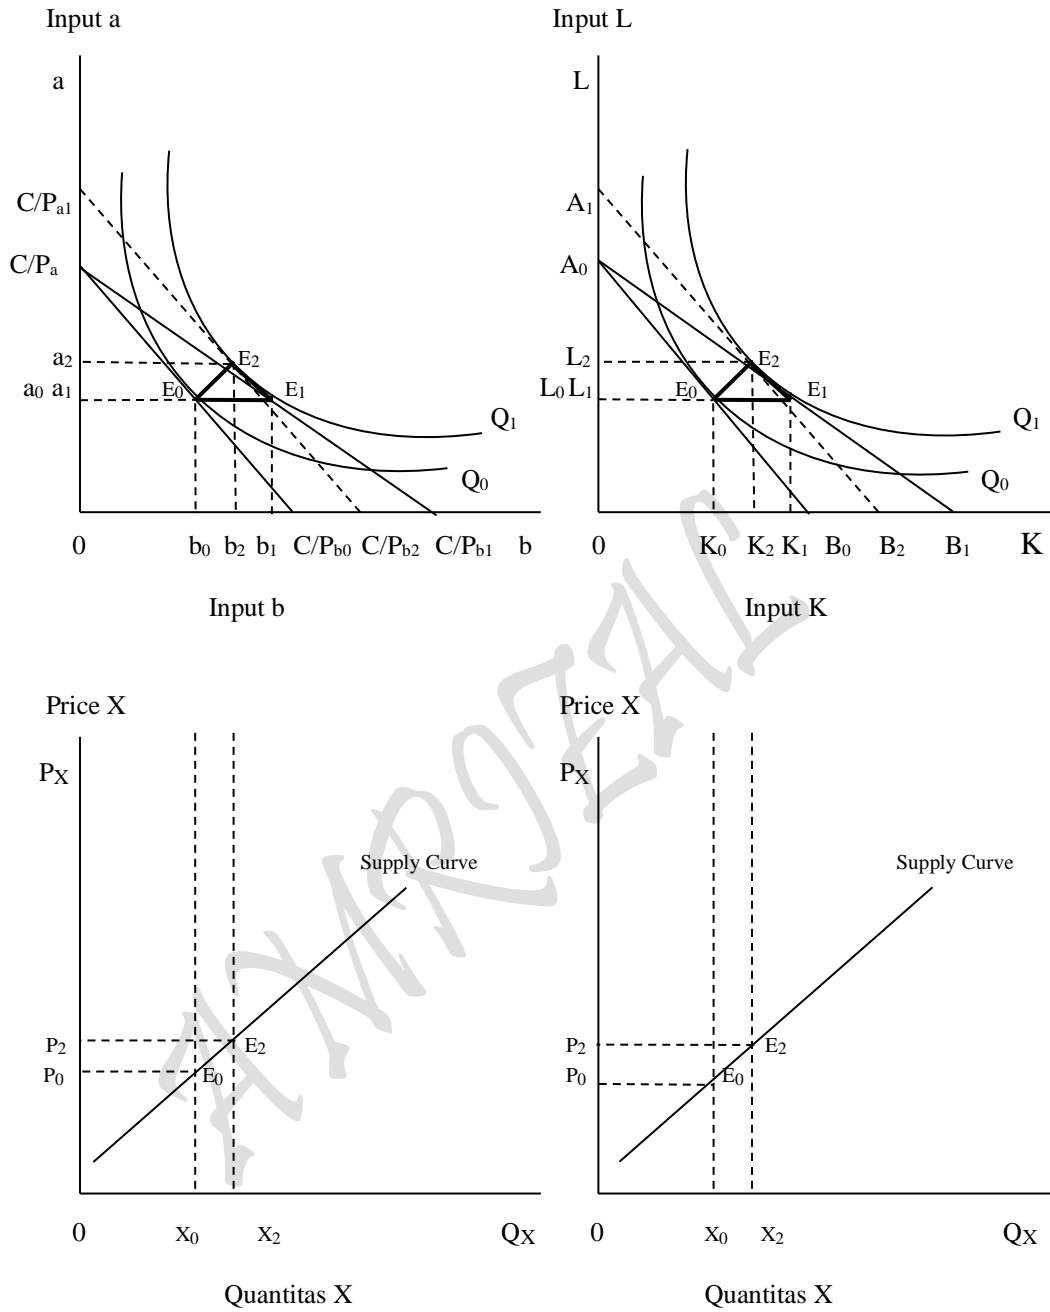 Input a
Input L
a
L
C/Pa1
A1
C/Pa
A0
a2
E2
L2
E2
a0 a1
E0
E1
L0 L1
E0
E1
Q1
Q1
Q0
Q0
0 b0 b2 b1 C/Pb0 C/Pb2 C/Pb1 b
0 K0 K2 K1 B0 B2 B1 K
Input b
Input K
Price X
Price X
PX
PX
Supply Curve
Supply Curve
P2
E2
P2
E2
P0
E0
P0
E0
0 X0 X2 QX
0 X0 X2 QX
Quantitas X
Quantitas X
AMRIZAL